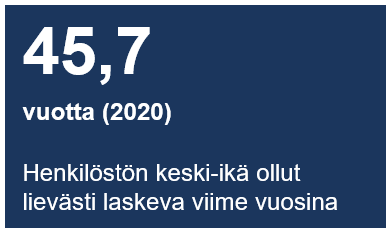 45,7
vuotta (2020)
Henkilöstön keski-ikä ollut
lievästi laskeva viime vuosina